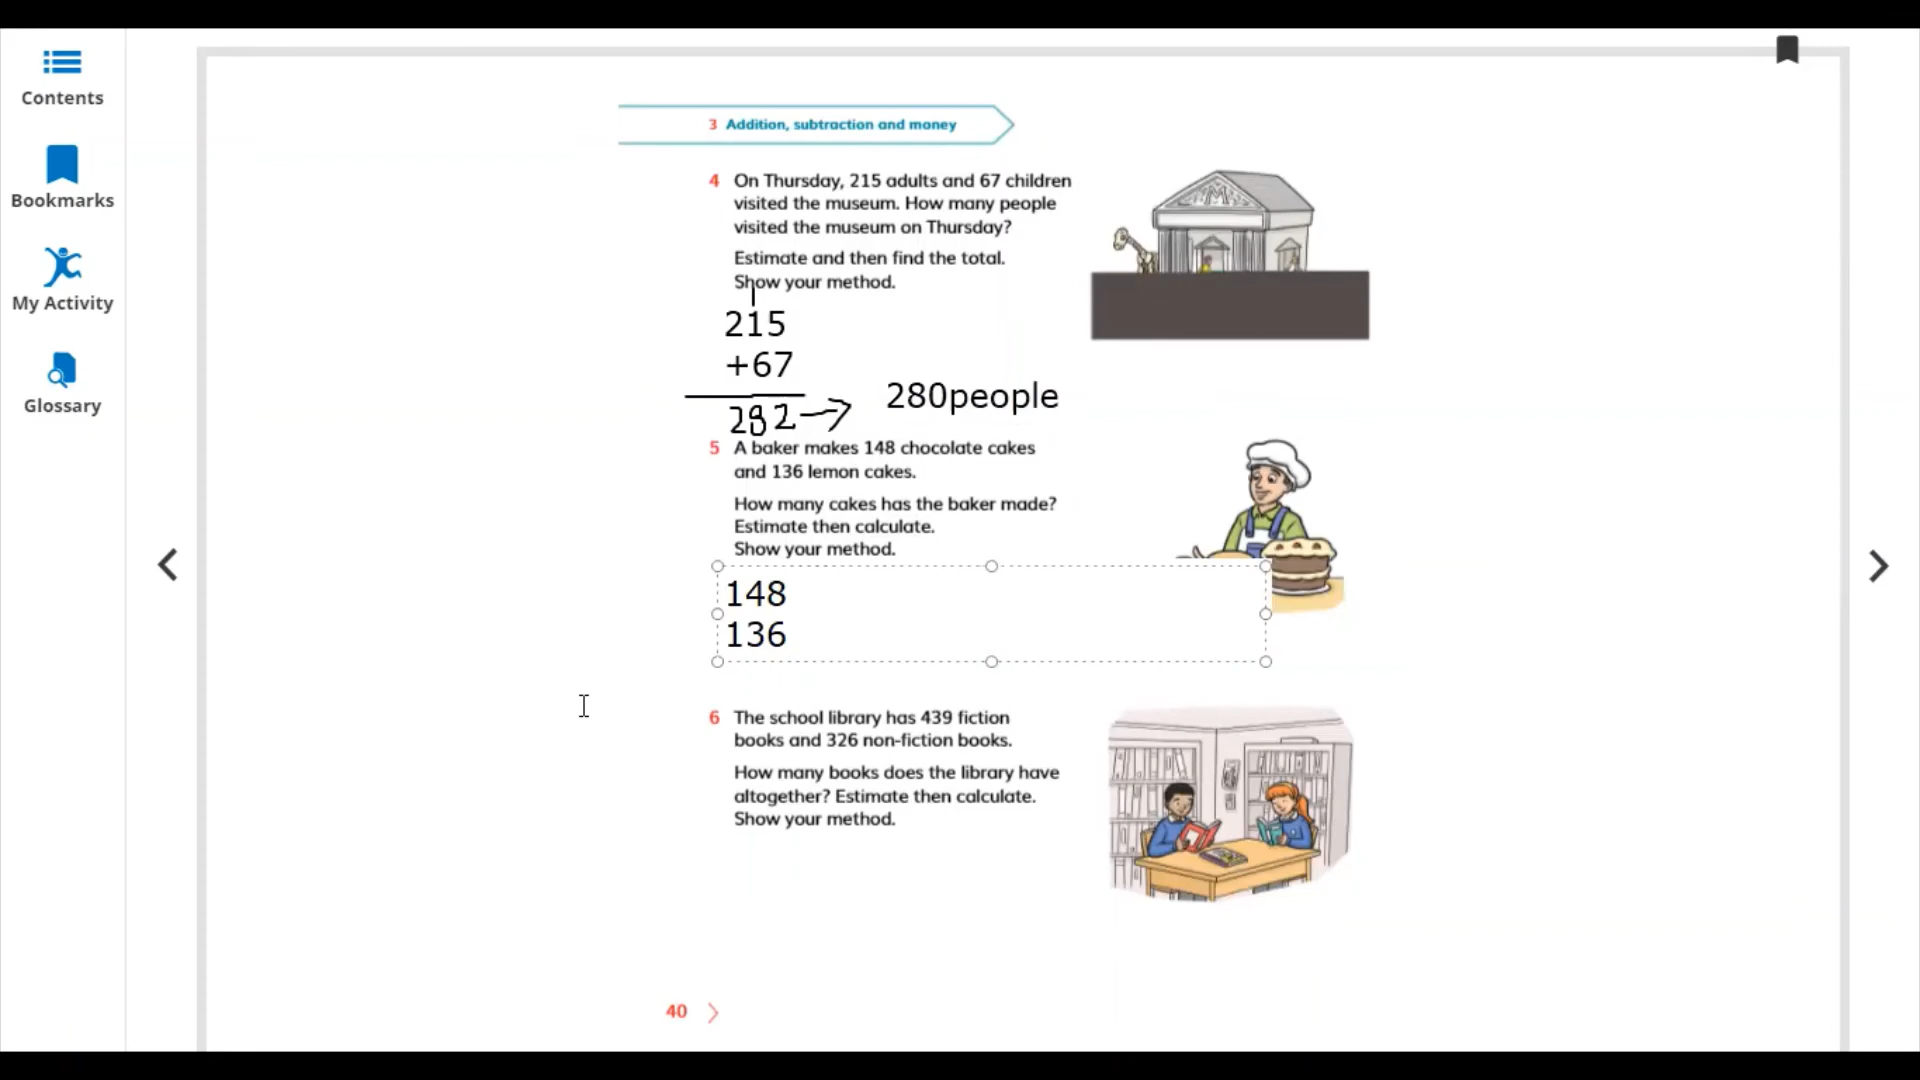 Contents
Bookmarks
My Activity
Glossary
3 Addition, subtraction and money
4 On Thursday, 215 adults and 67 children
visited the museum. How many people
visited the museum on Thursday?
Estimate and then find the total.
Show your method.
1
215
+67
282 → 280people
5 A baker makes 148 chocolate cakes
and 136 lemon cakes.
How many cakes has the baker made?
Estimate then calculate.
Show your method.
148
136
6 The school library has 439 fiction
books and 326 non-fiction books.
How many books does the library have
altogether? Estimate then calculate.
Show your method.
40